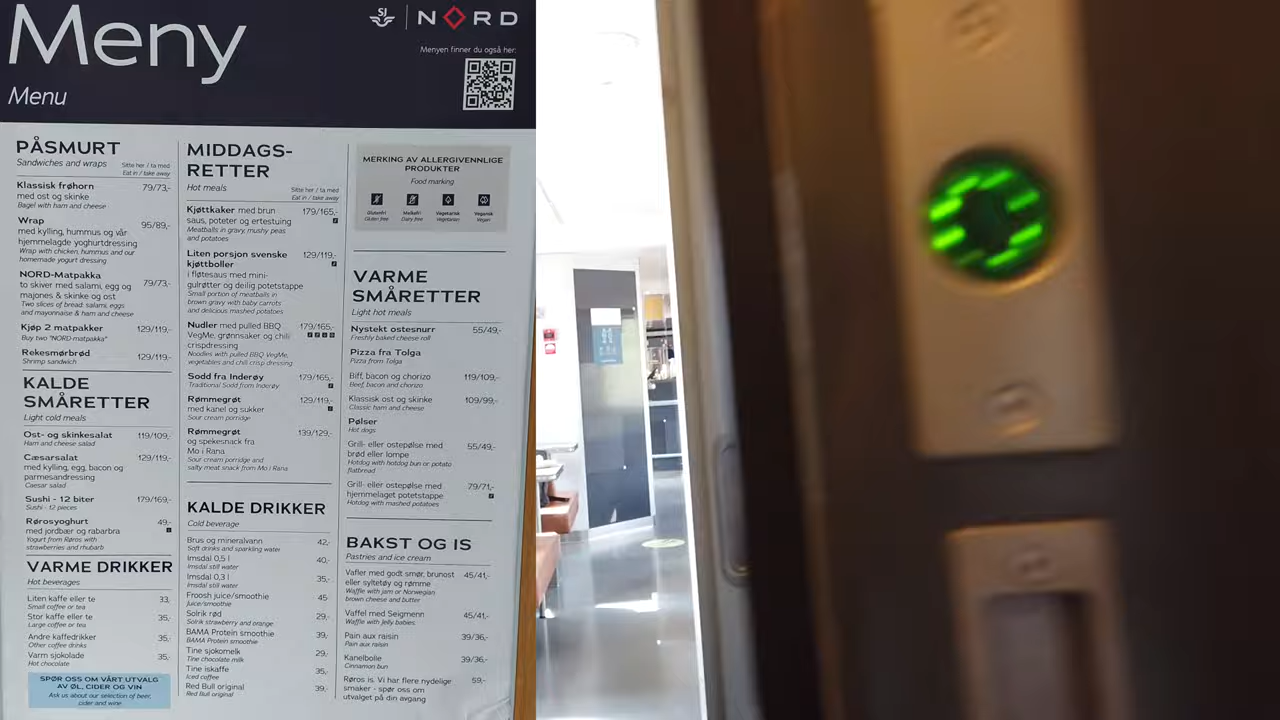 Meny
Menu
SJ NORD
Menyen finner du også her:
PÅSMURT
Sandwiches and wraps
Sitte her / ta med
Eat in / take away
Klassisk frøhorn 79/73,-
med ost og skinke
Bagel with ham and cheese
Wrap 95/89,-
med kylling, hummus og vår
hjemmelagde yoghurtdressing
Wrap with chicken, hummus and our
homemade yogurt dressing
NORD-Matpakka 79/73,-
to skiver med salami, egg og
majones & skinke og ost
Two slices of bread: salami, eggs
and mayonnaise & ham and cheese
Kjøp 2 matpakker 129/119,-
Buy two "NORD-matpakka"
Rekesmørbrød 129/119,-
Shrimp sandwich
KALDE
SMÅRETTER
Light cold meals
Ost- og skinkesalat 119/109,-
Ham and cheese salad
Cæsarsalat 129/119,-
med kylling, egg, bacon og
parmesandressing
Caesar salad
Sushi - 12 biter 179/169,-
Sushi - 12 pieces
Rørosyoghurt 49,-
med jordbær og rabarbra
Yogurt from Røros with
strawberries and rhubarb
VARME DRIKKER
Hot beverages
Liten kaffe eller te 33,
Small coffee or tea
Stor kaffe eller te 35,-
Large coffee or tea
Andre kaffedrikker 35,-
Other coffee drinks
Varm sjokolade 35,-
Hot chocolate
SPØR OSS OM VÅRT UTVALG
AV ØL, CIDER OG VIN
Ask us about our selection of beer,
cider and wine
MIDDAGS-
RETTER
Hot meals
Sitte her / ta med
Eat in / take away
Kjøttkaker med brun 179/165,-
saus, poteter og ertestuing
Meatballs in gravy, mushy peas
and potatoes
Liten porsjon svenske 129/119,-
kjøttboller
i fløtesaus med mini-
gulrøtter og deilig potetstappe
Small portion of meatballs in
brown gravy with baby carrots
and delicious mashed potatoes
Nudler med pulled BBQ 179/165,-
VegMe, grønnsaker og chili
crispdressing
Noodles with pulled BBQ VegMe,
vegetables and chili crisp dressing
Sodd fra Inderøy 179/165,-
Traditional Sodd from Inderøy
Rømmegrøt 129/119,-
med kanel og sukker
Sour cream porridge
Rømmegrøt 139/129,-
og spekesnack fra
Mo i Rana
Sour cream porridge and
salty meat snack from Mo i Rana
KALDE DRIKKER
Cold beverage
Brus og mineralvann 42,-
Soft drinks and sparkling water
Imsdal 0,5 l 40,-
Imsdal still water
Imsdal 0,3 l 35,-
Imsdal still water
Froosh juice/smoothie 45
Juice/smoothie
Solrik rød 29,-
Solrik strawberry and orange
BAMA Protein smoothie 39,
BAMA Protein smoothie
Tine sjokomelk 29,-
Tine chocolate milk
Tine iskaffe 35,-
Iced coffee
Red Bull original 39,-
Red Bull original
MERKING AV ALLERGIVENNLIGE
PRODUKTER
Food marking
Glutenfri Melkefri Vegetarisk Vegansk
Gluten free Dairy free Vegetarian Vegan
VARME
SMÅRETTER
Light hot meals
Nystekt ostesnurr 55/49,-
Freshly baked cheese roll
Pizza fra Tolga
Pizza from Tolga
Biff, bacon og chorizo 119/109,-
Beef, bacon and chorizo
Klassisk ost og skinke 109/99,-
Classic ham and cheese
Pølser
Hot dogs
Grill- eller ostepølse med 55/49,-
brød eller lompe
Hotdog with hotdog bun or potato
flatbread
Grill- eller ostepølse med 79/71,-
hjemmelaget potetstappe
Hotdog with mashed potatoes
BAKST OG IS
Pastries and ice cream
Vafler med godt smør, brunost 45/41,-
eller syltetøy og rømme
Waffle with jam or Norwegian
brown cheese and butter
Vaffel med Seigmenn 45/41,-
Waffle with Jelly babies.
Pain aux raisin 39/36,-
Pain aux raisin
Kanelbolle 39/36,-
Cinnamon bun
Røros is. Vi har flere nydelige 59,-
smaker - spør oss om
utvalget på din avgang